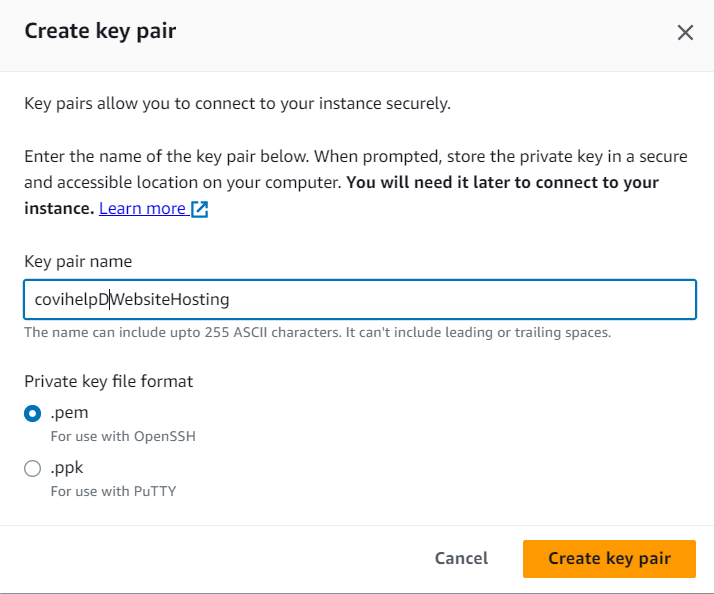 Create key pair
Key pairs allow you to connect to your instance securely.
Enter the name of the key pair below. When prompted, store the private key in a secure
and accessible location on your computer. You will need it later to connect to your
instance. Learn more
Key pair name
covihelpDWebsiteHosting
The name can include upto 255 ASCII characters. It can't include leading or trailing spaces.
Private key file format
.pem
For use with OpenSSH
.ppk
For use with PuTTY
Cancel Create key pair